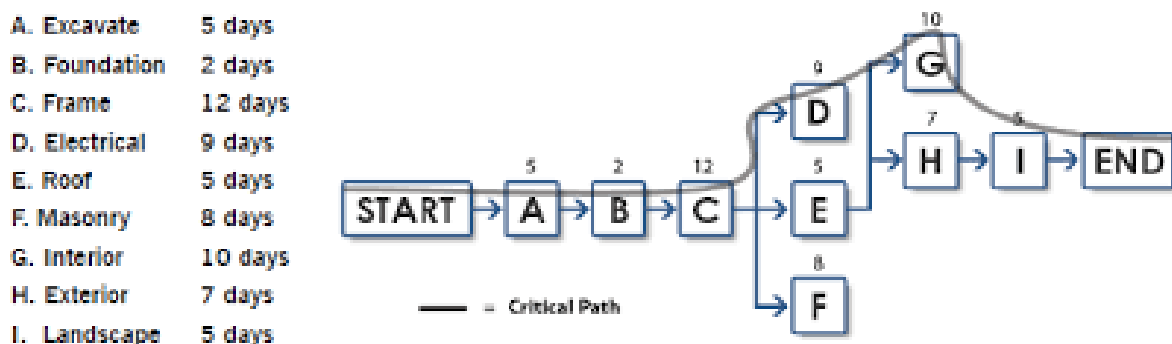 A. Excavate 5 days
B. Foundation 2 days
C. Frame 12 days
D. Electrical 9 days
E. Roof 5 days
F. Masonry 8 days
G. Interior 10 days
H. Exterior 7 days
I. Landscape 5 days
10
G
9
D
7
H
I
END
5
2
12
5
START
A
B
C
E
8
F
= Critical Path